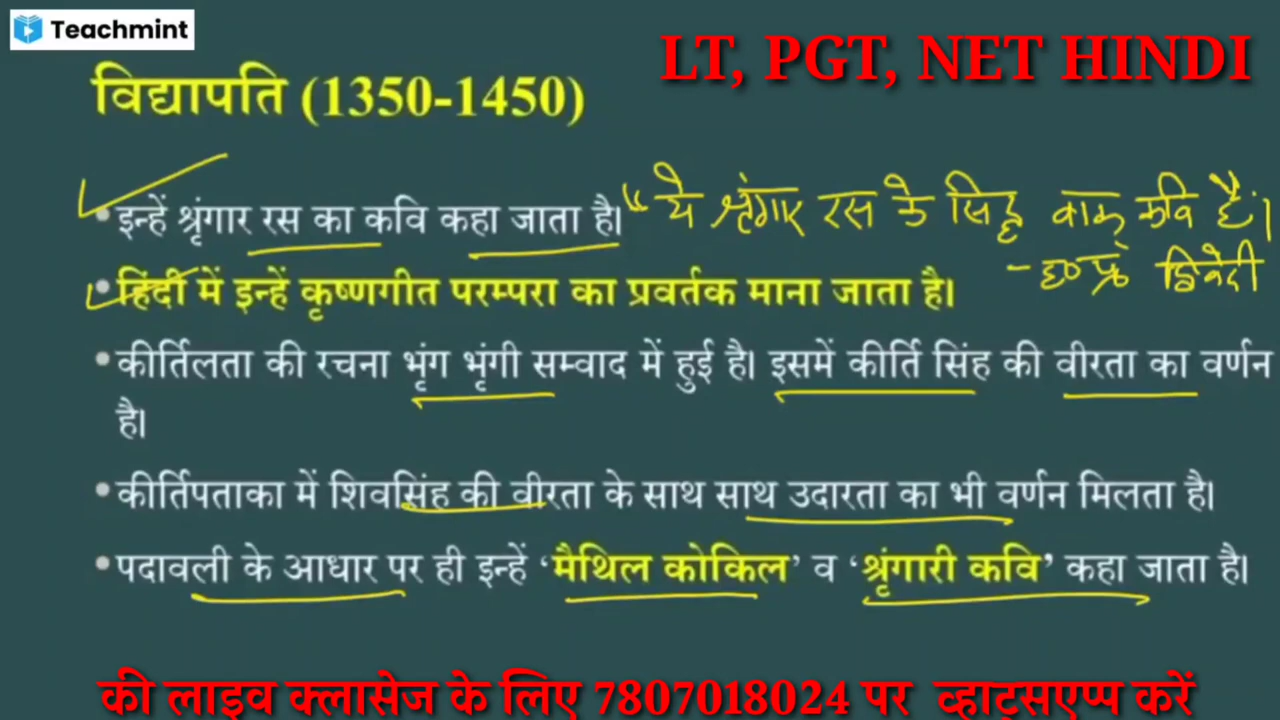 Teachmint
LT, PGT, NET HINDI
विद्यापति (1350-1450)
इन्हें श्रृंगार रस का कवि कहा जाता है। "ये श्रृंगार रस के सिद्ध वाक् कवि हैं।
- ह० प्र० द्विवेदी
हिंदी में इन्हें कृष्णगीत परम्परा का प्रवर्तक माना जाता है।
कीर्तिलता की रचना भृंग भृंगी सम्वाद में हुई है। इसमें कीर्ति सिंह की वीरता का वर्णन
है।
कीर्तिपताका में शिवसिंह की वीरता के साथ साथ उदारता का भी वर्णन मिलता है।
पदावली के आधार पर ही इन्हें ‘मैथिल कोकिल’ व ‘श्रृंगारी कवि’ कहा जाता है।
की लाइव क्लासेज के लिए 7807018024 पर व्हाट्सएप्प करें